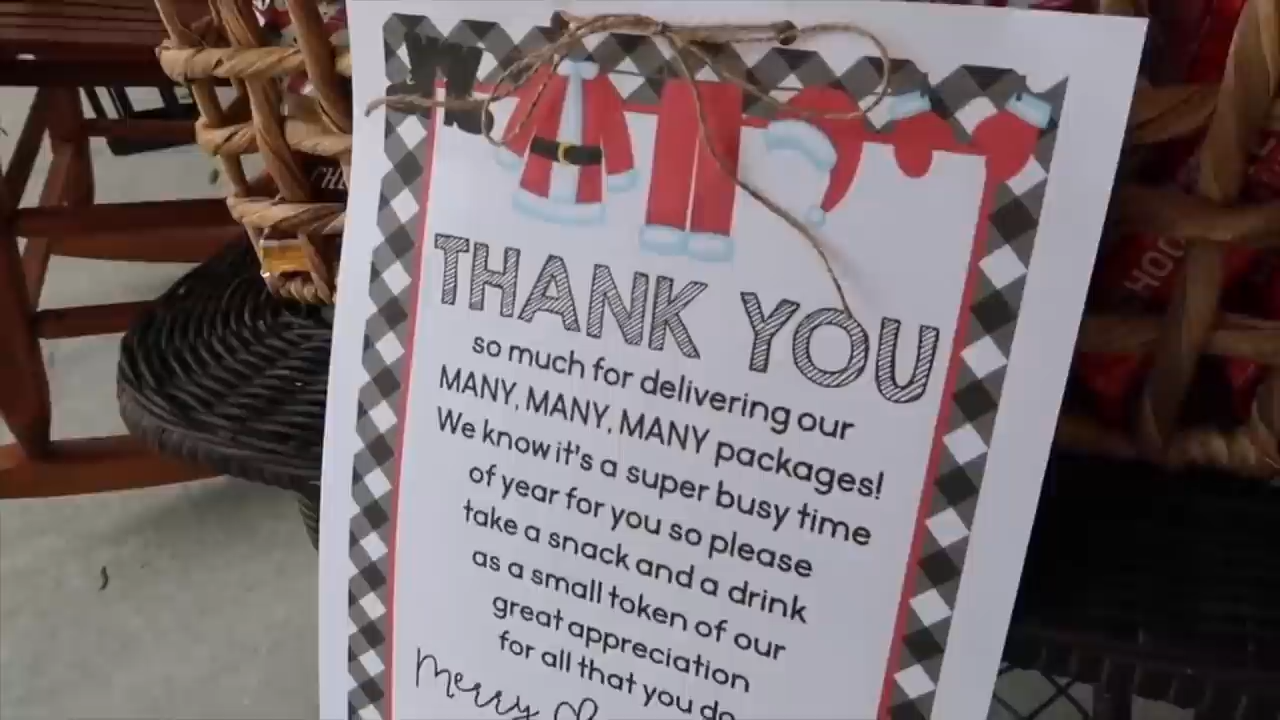 THANK YOU
so much for delivering our
MANY, MANY, MANY packages!
We know it's a super busy time
of year for you so please
take a snack and a drink
as a small token of our
great appreciation
for all that you do
Merry